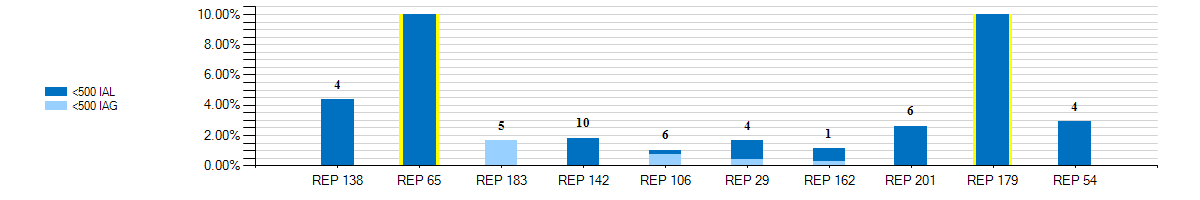 10.00%
8.00%
6.00%
4.00%
2.00%
0.00%
<500 IAL
<500 IAG
4
5
10
6
4
1
6
4
REP 138
REP 65
REP 183
REP 142
REP 106
REP 29
REP 162
REP 201
REP 179
REP 54